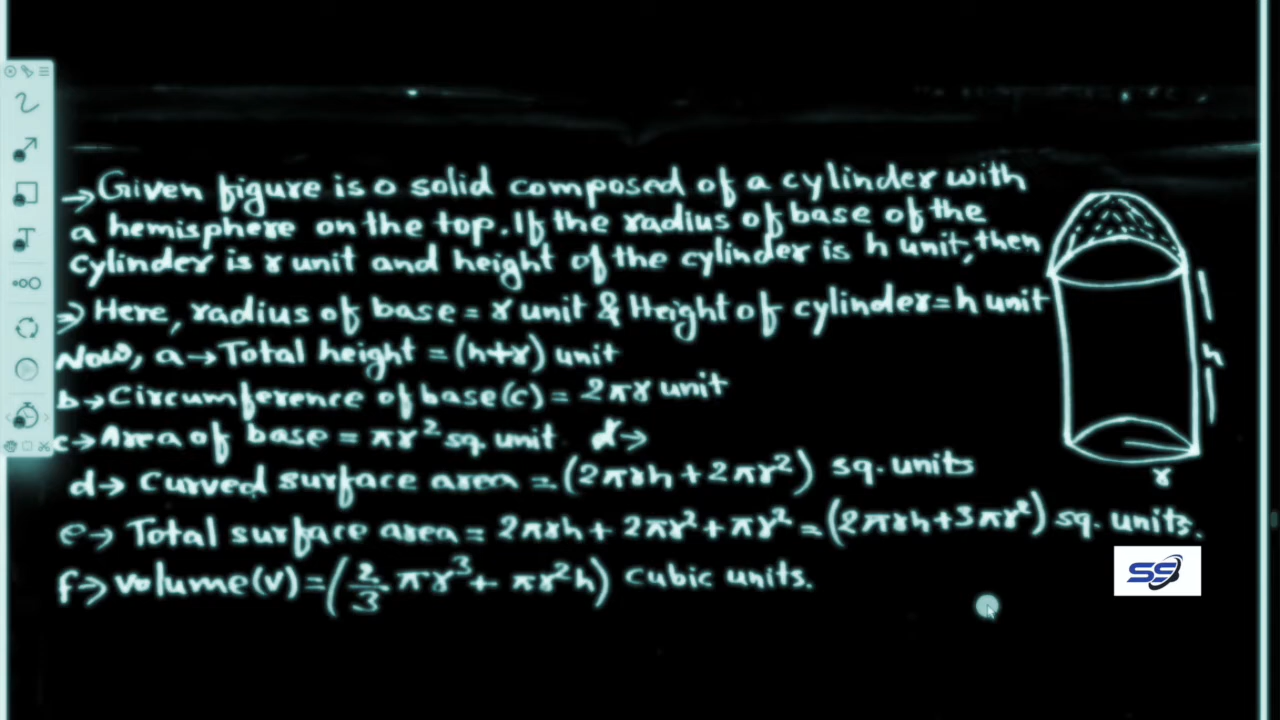 → Given figure is a solid composed of a cylinder with
a hemisphere on the top. If the radius of base of the
cylinder is r unit and height of the cylinder is h unit, then
⇒ Here, radius of base = r unit & Height of cylinder = h unit
Now, a → Total height = (h+r) unit
b → Circumference of base (c) = 2πr unit
c → Area of base = πr² sq. unit d →
d → Curved surface area = (2πrh + 2πr²) sq. units
e → Total surface area = 2πrh + 2πr² + πr² = (2πrh + 3πr²) sq. units.
f → Volume (V) = (2/3 πr³ + πr²h) cubic units.
h
r
SS